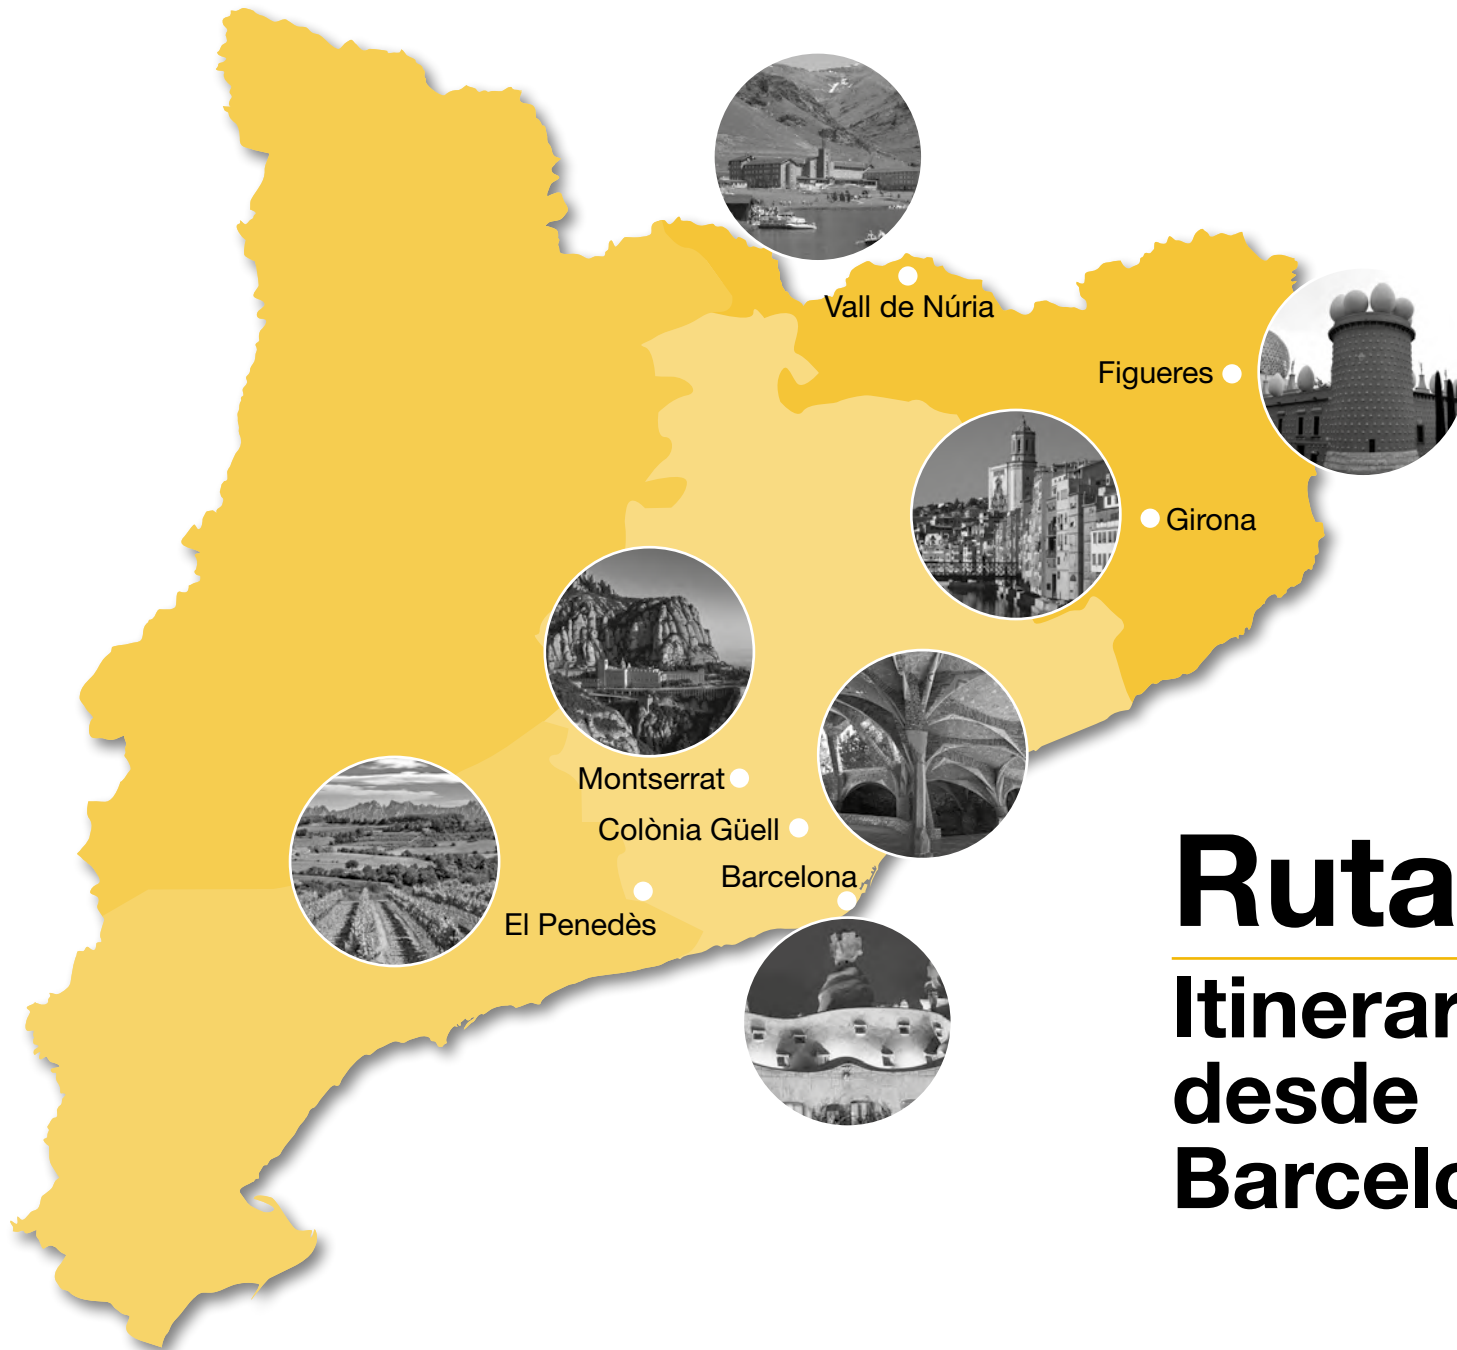 Vall de Núria
Figueres
Girona
Montserrat
Colònia Güell
Barcelona
El Penedès
Ruta
Itinerar
desde
Barcelo